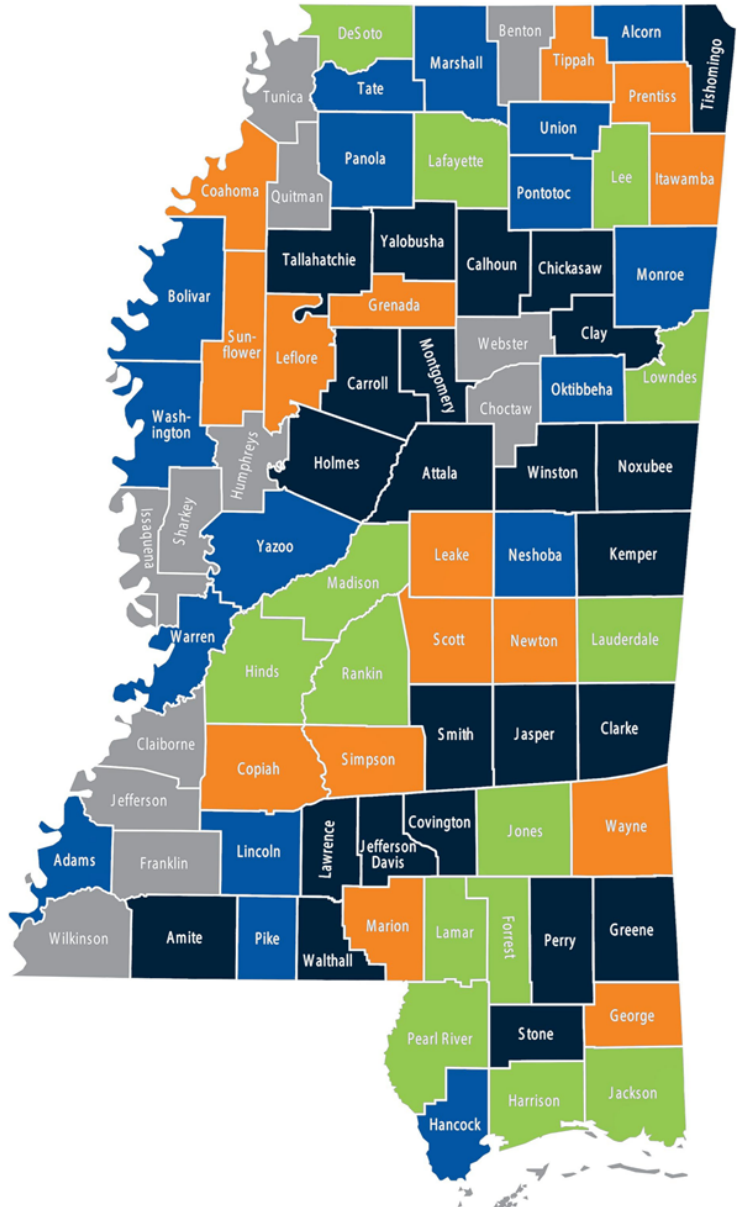 DeSoto
Marshall
Benton
Tippah
Alcorn
Tishomingo
Tunica
Tate
Prentiss
Union
Panola
Lafayette
Lee
Itawamba
Coahoma
Quitman
Pontotoc
Tallahatchie
Yalobusha
Calhoun
Chickasaw
Monroe
Bolivar
Sun-
flower
Leflore
Grenada
Webster
Clay
Carroll
Montgomery
Lowndes
Choctaw
Oktibbeha
Wash-
ington
Humphreys
Holmes
Attala
Winston
Noxubee
Issaquena
Sharkey
Yazoo
Leake
Neshoba
Kemper
Madison
Warren
Hinds
Rankin
Scott
Newton
Lauderdale
Claiborne
Copiah
Simpson
Smith
Jasper
Clarke
Jefferson
Adams
Franklin
Lincoln
Lawrence
Jefferson
Davis
Covington
Jones
Wayne
Wilkinson
Amite
Pike
Walthall
Marion
Lamar
Forrest
Perry
Greene
Pearl River
Stone
George
Hancock
Harrison
Jackson